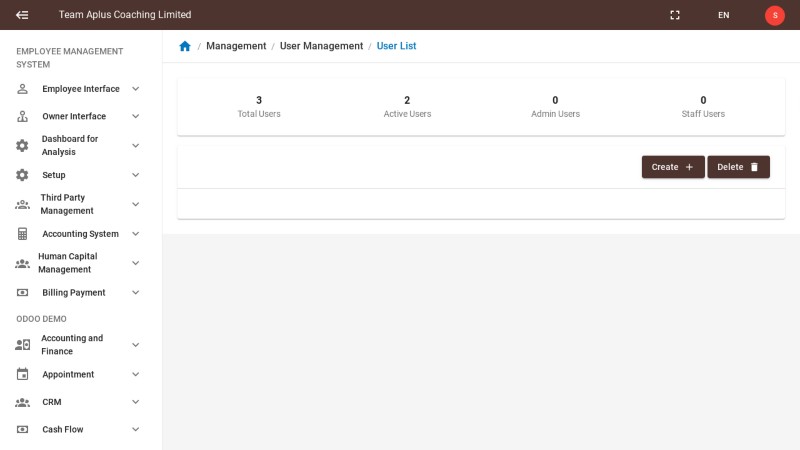 Team Aplus Coaching Limited
EN
S
EMPLOYEE MANAGEMENT
SYSTEM
Employee Interface
Owner Interface
Dashboard for
Analysis
Setup
Third Party
Management
Accounting System
Human Capital
Management
Billing Payment
ODOO DEMO
Accounting and
Finance
Appointment
CRM
Cash Flow
/ Management / User Management / User List
3
Total Users
2
Active Users
0
Admin Users
0
Staff Users
Create
Delete